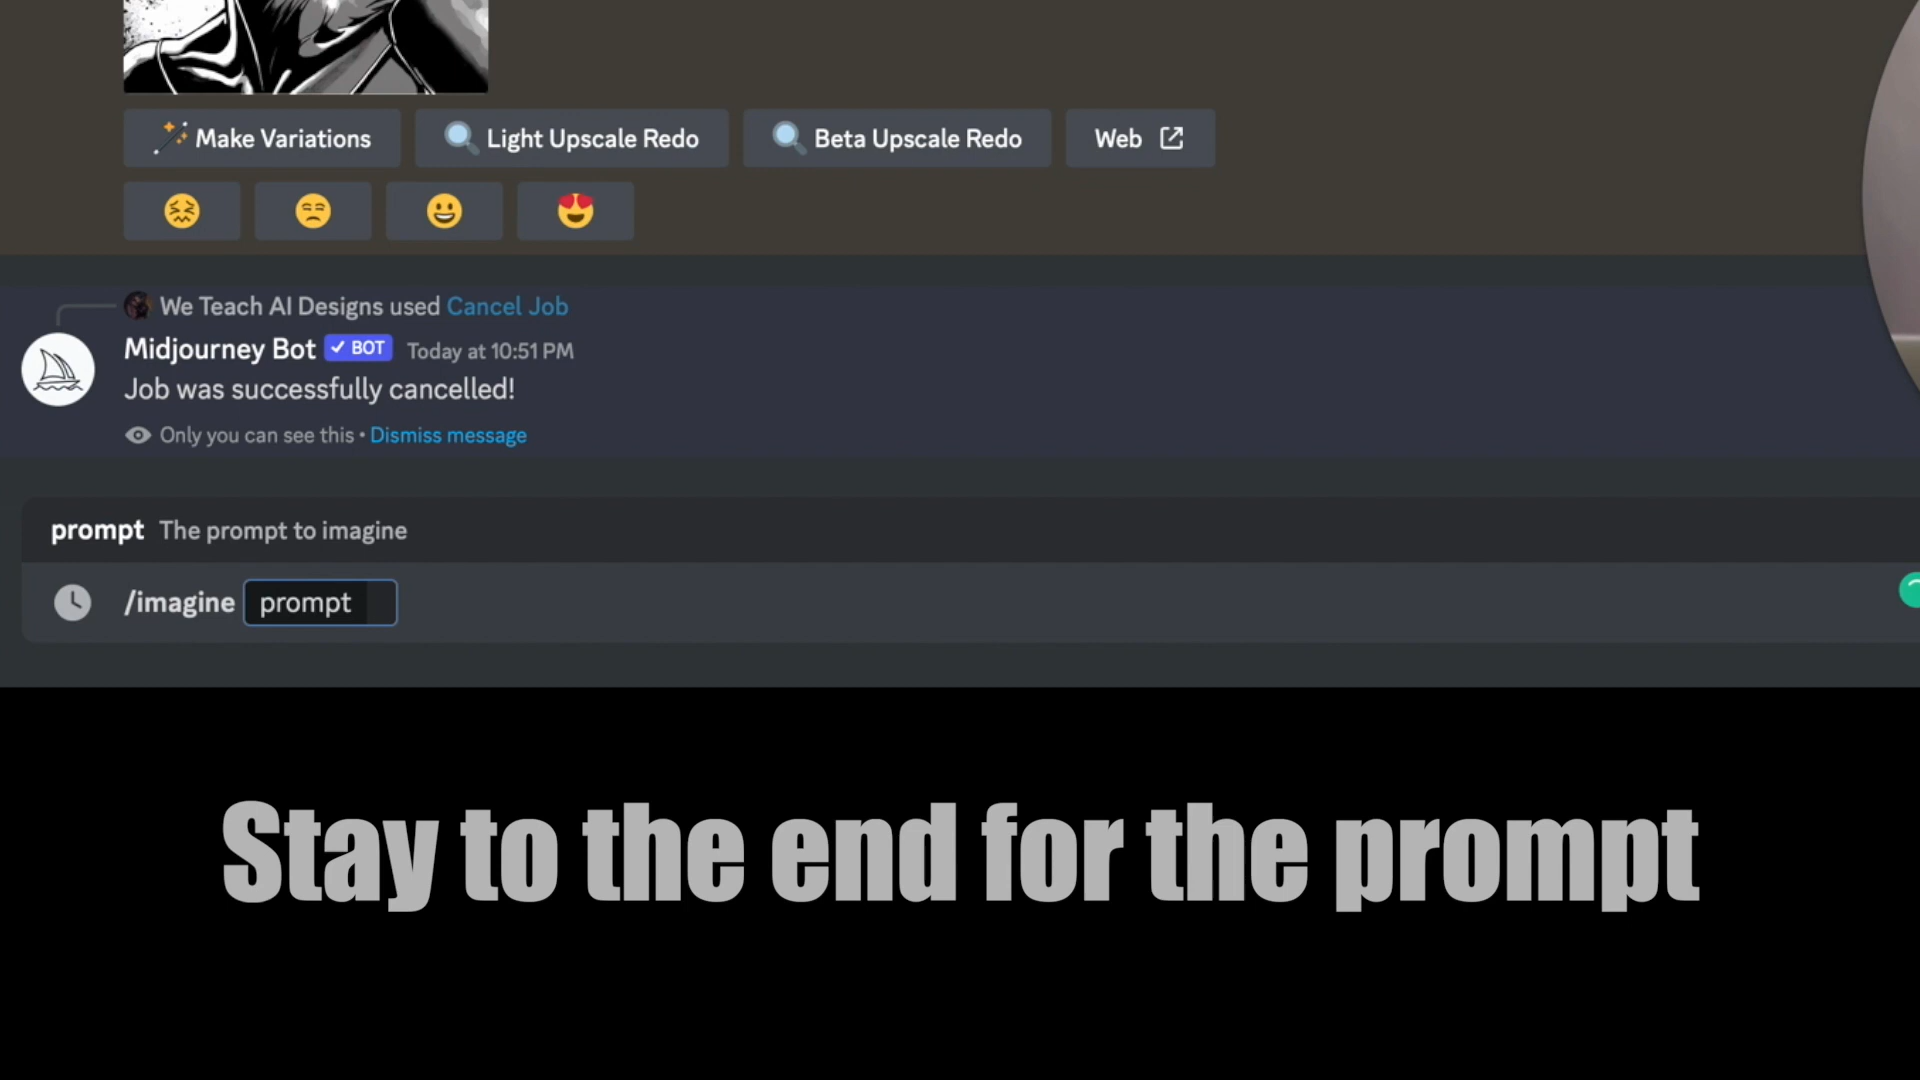 Make Variations Light Upscale Redo Beta Upscale Redo Web
We Teach AI Designs used Cancel Job
Midjourney Bot ✓ BOT Today at 10:51 PM
Job was successfully cancelled!
Only you can see this • Dismiss message
prompt The prompt to imagine
/imagine prompt
Stay to the end for the prompt